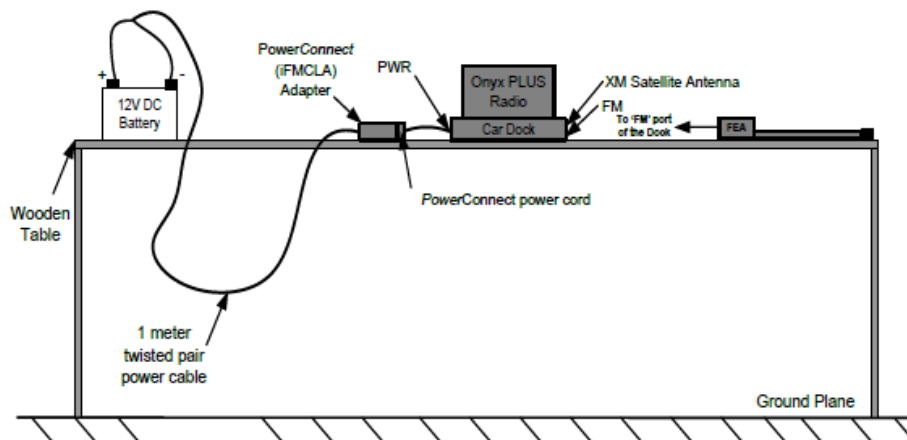 PowerConnect
(iFMCLA)
Adapter
PWR
Onyx PLUS
Radio
XM Satellite Antenna
FM
+
-
12V DC
Battery
Car Dock
To 'FM' port
of the Dock
FEA
Wooden
Table
PowerConnect power cord
1 meter
twisted pair
power cable
Ground Plane